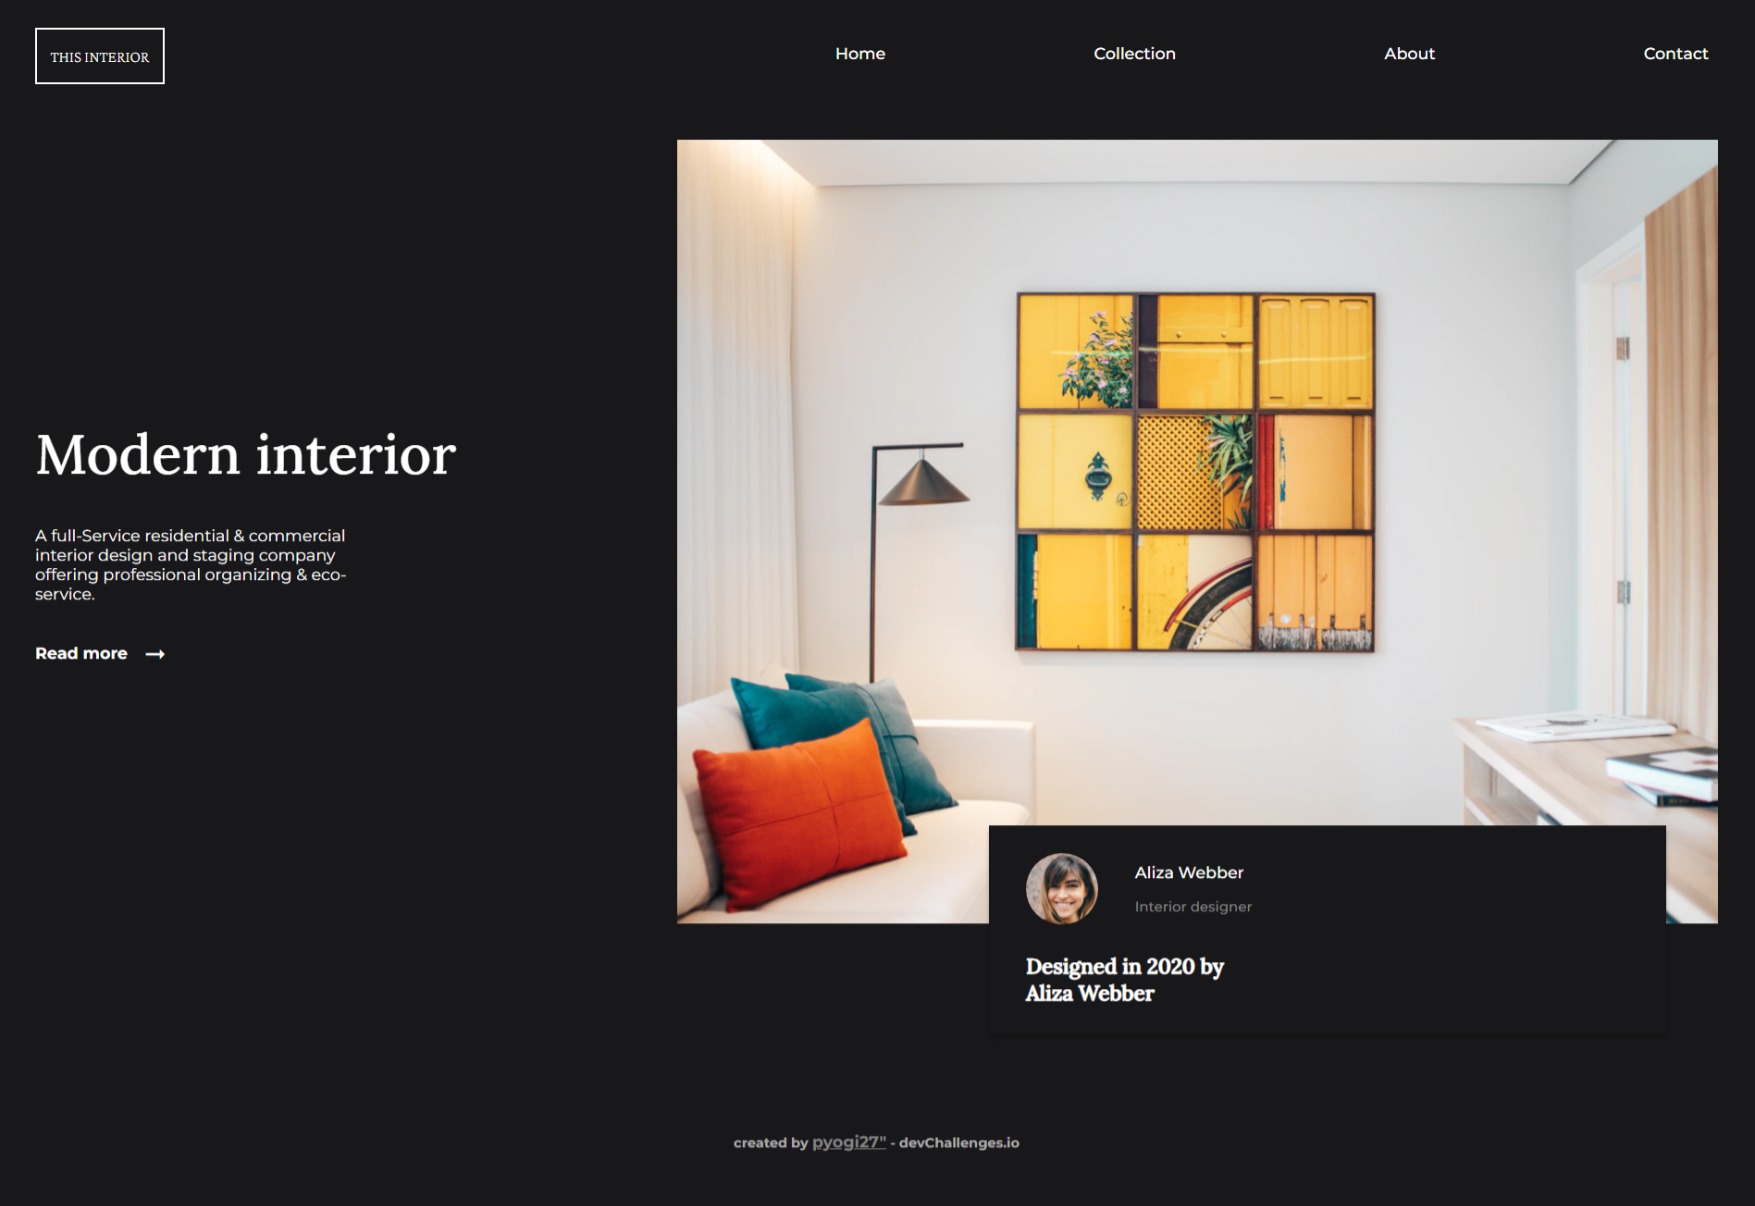 THIS INTERIOR
Home
Collection
About
Contact
Modern interior
A full-Service residential & commercial
interior design and staging company
offering professional organizing & eco-
service.
Read more
Aliza Webber
Interior designer
Designed in 2020 by
Aliza Webber
created by pyogi27" - devChallenges.io